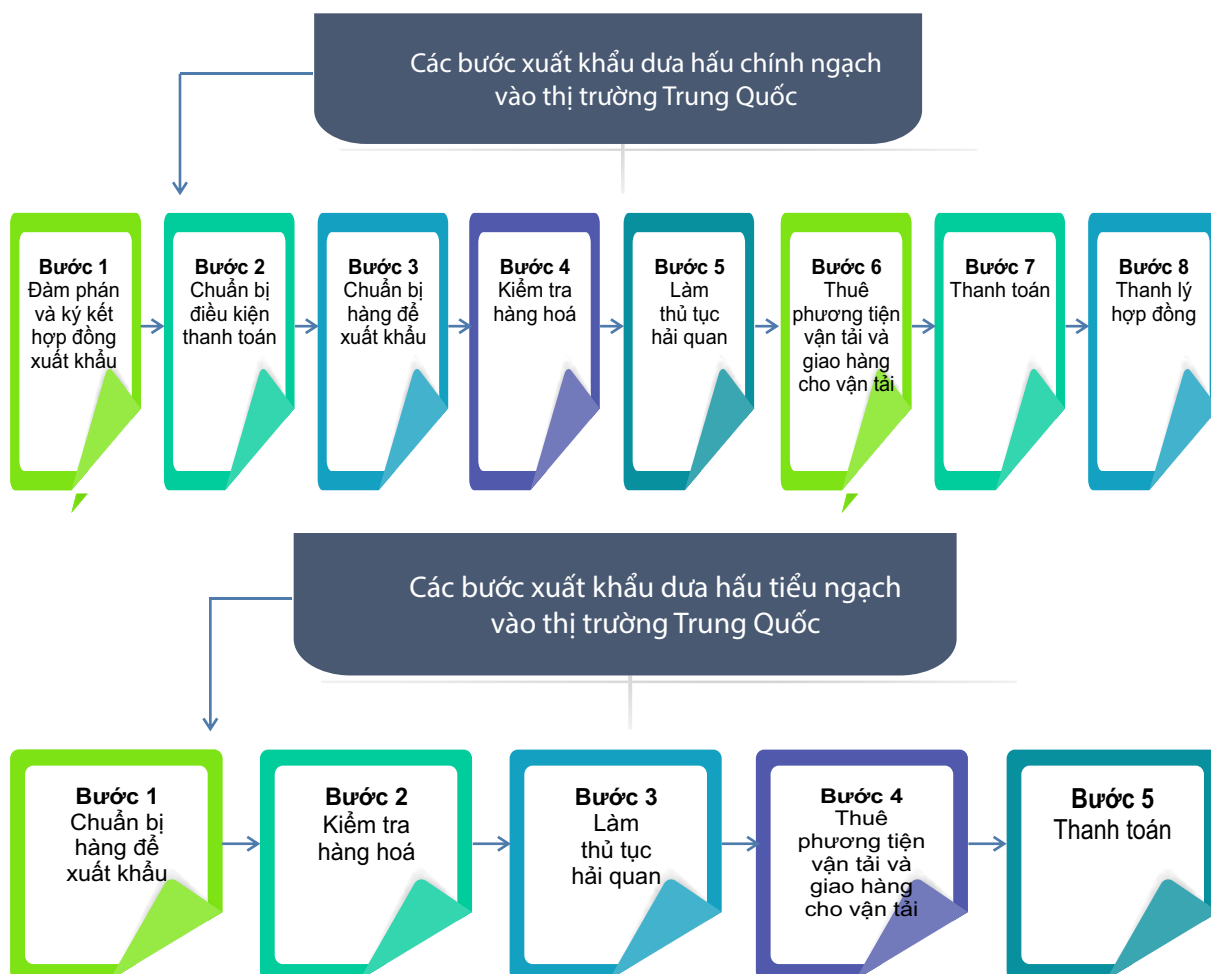 Các bước xuất khẩu dưa hấu chính ngạch
vào thị trường Trung Quốc
Bước 1
Đàm phán
và ký kết
hợp đồng
xuất khẩu
Bước 2
Chuẩn bị
điều kiện
thanh toán
Bước 3
Chuẩn bị
hàng để
xuất khẩu
Bước 4
Kiểm tra
hàng hoá
Bước 5
Làm
thủ tục
hải quan
Bước 6
Thuê
phương tiện
vận tải và
giao hàng
cho vận tải
Bước 7
Thanh toán
Bước 8
Thanh lý
hợp đồng
Các bước xuất khẩu dưa hấu tiểu ngạch
vào thị trường Trung Quốc
Bước 1
Chuẩn bị
hàng để
xuất khẩu
Bước 2
Kiểm tra
hàng hoá
Bước 3
Làm
thủ tục
hải quan
Bước 4
Thuê
phương tiện
vận tải và
giao hàng
cho vận tải
Bước 5
Thanh toán